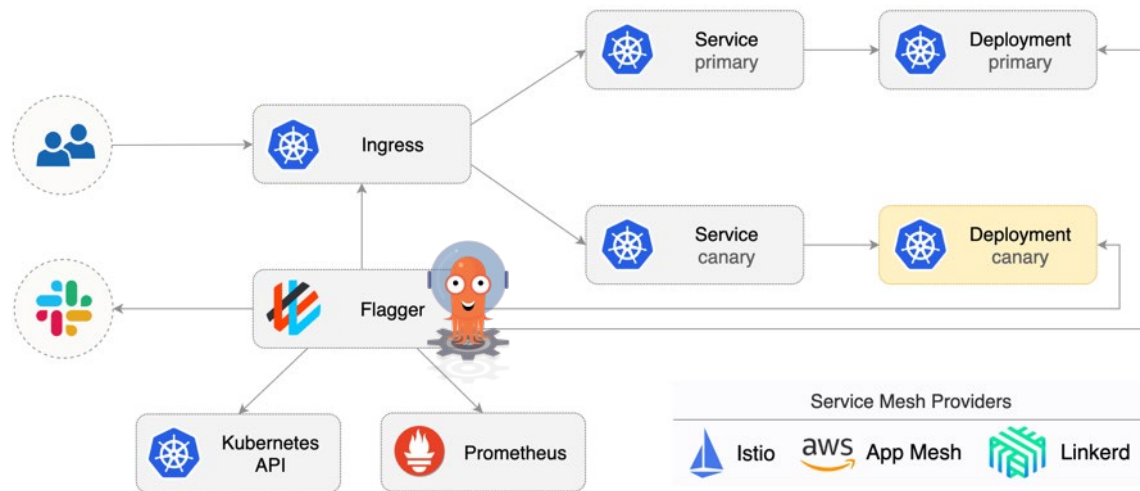 Service
primary
Deployment
primary
Ingress
Service
canary
Deployment
canary
Flagger
Kubernetes
API
Prometheus
Service Mesh Providers
Istio
aws
App Mesh
Linkerd